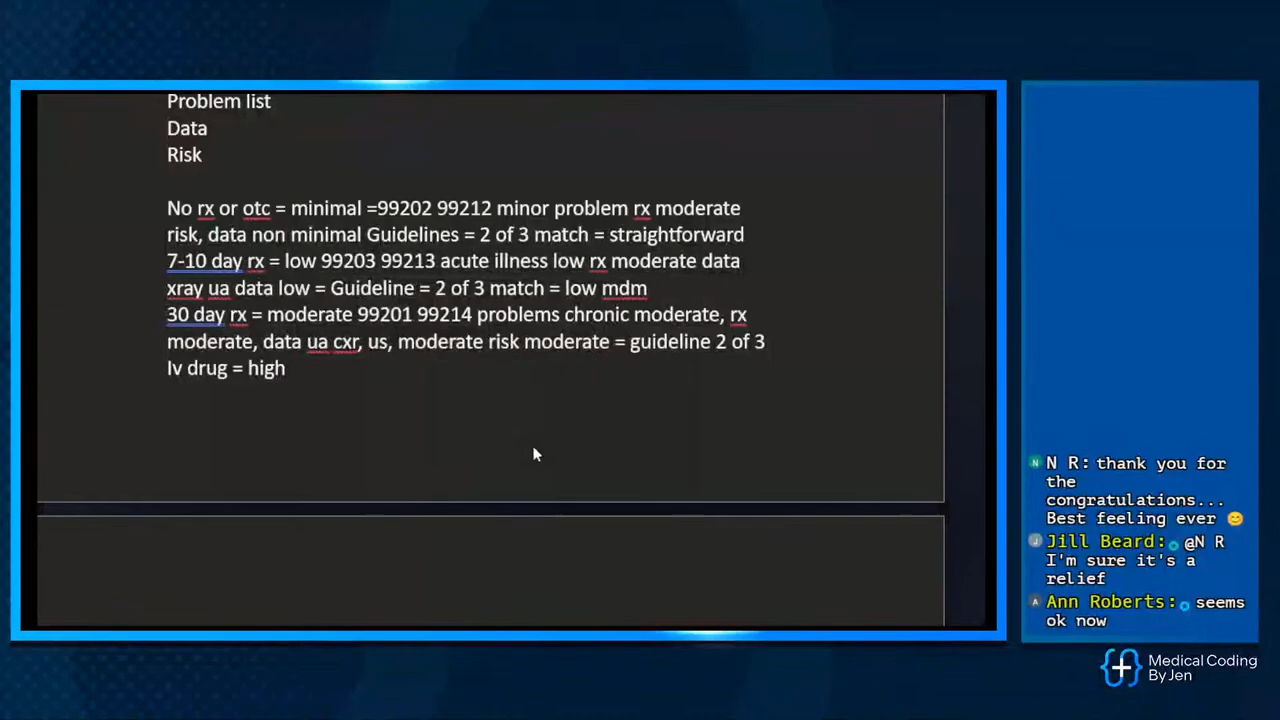 Problem list
Data
Risk
No rx or otc = minimal =99202 99212 minor problem rx moderate
risk, data non minimal Guidelines = 2 of 3 match = straightforward
7-10 day rx = low 99203 99213 acute illness low rx moderate data
xray ua data low = Guideline = 2 of 3 match = low mdm
30 day rx = moderate 99201 99214 problems chronic moderate, rx
moderate, data ua cxr, us, moderate risk moderate = guideline 2 of 3
Iv drug = high
N N R: thank you for
the
congratulations...
Best feeling ever 😊
J Jill Beard: @N R
I'm sure it's a
relief
A Ann Roberts: seems
ok now
Medical Coding
By Jen